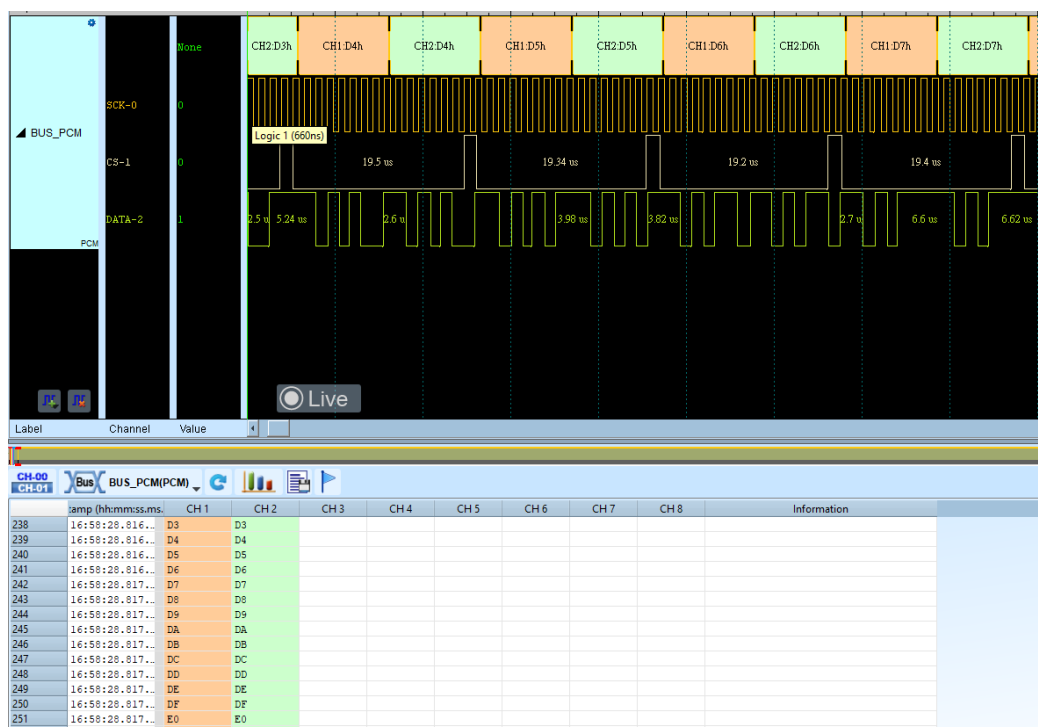 None
CH2:D3h CH1:D4h CH2:D4h CH1:D5h CH2:D5h CH1:D6h CH2:D6h CH1:D7h CH2:D7h
SCK-0 0
BUS_PCM
Logic 1 (660ns)
CS-1 0 19.5 us 19.34 us 19.2 us 19.4 us
DATA-2 1 2.5 u 5.24 us 2.6 u 3.98 us 3.82 us 2.7 u 6.6 us 6.62 us
PCM
Live
Label Channel Value
CH-00
CH-01
Bus BUS_PCM(PCM)
:amp (hh:mm:ss.ms. CH 1 CH 2 CH 3 CH 4 CH 5 CH 6 CH 7 CH 8 Information
238 16:58:28.816… D3 D3
239 16:58:28.816… D4 D4
240 16:58:28.816… D5 D5
241 16:58:28.816… D6 D6
242 16:58:28.817… D7 D7
243 16:58:28.817… D8 D8
244 16:58:28.817… D9 D9
245 16:58:28.817… DA DA
246 16:58:28.817… DB DB
247 16:58:28.817… DC DC
248 16:58:28.817… DD DD
249 16:58:28.817… DE DE
250 16:58:28.817… DF DF
251 16:58:28.817… E0 E0